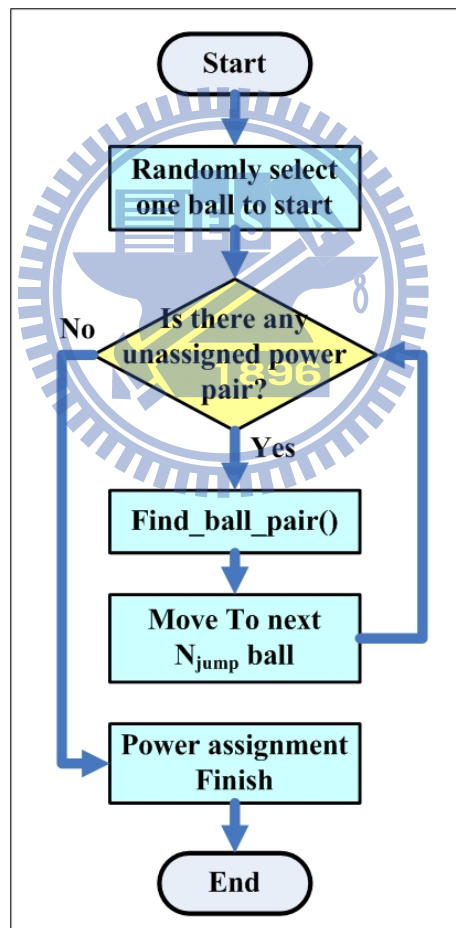 Start
Randomly select
one ball to start
Is there any
unassigned power
pair?
No
1896
Yes
Find_ball_pair()
Move To next
Njump ball
Power assignment
Finish
End